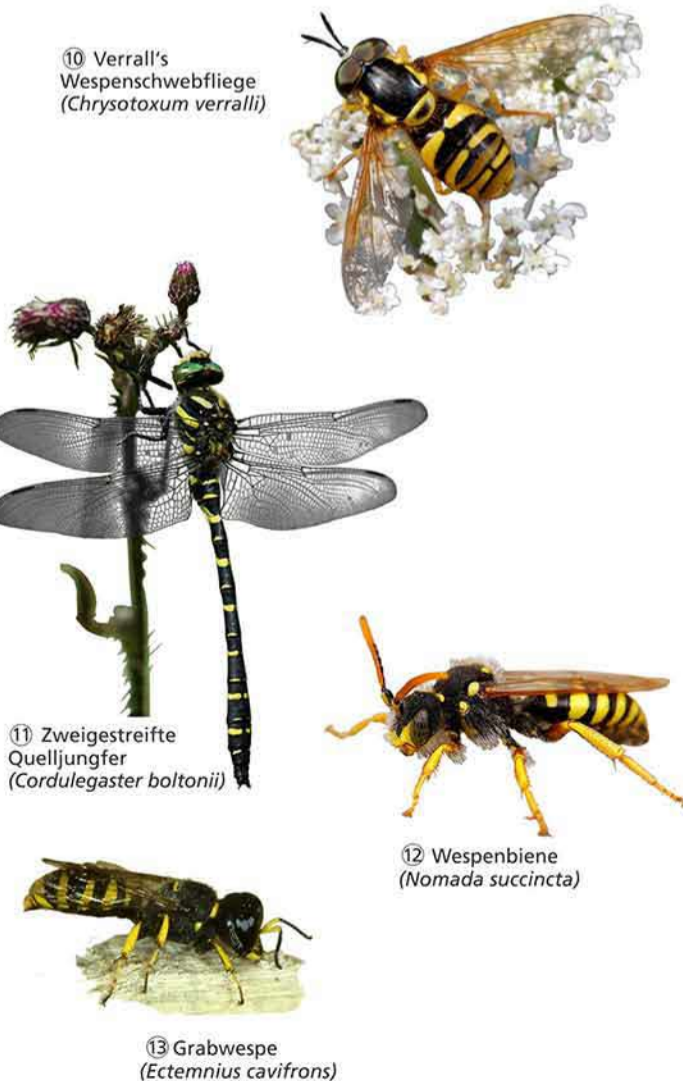 ⑩ Verrall's
Wespenschwebfliege
(Chrysotoxum verralli)
⑪ Zweigestreifte
Quelljungfer
(Cordulegaster boltonii)
⑫ Wespenbiene
(Nomada succincta)
⑬ Grabwespe
(Ectemnius cavifrons)